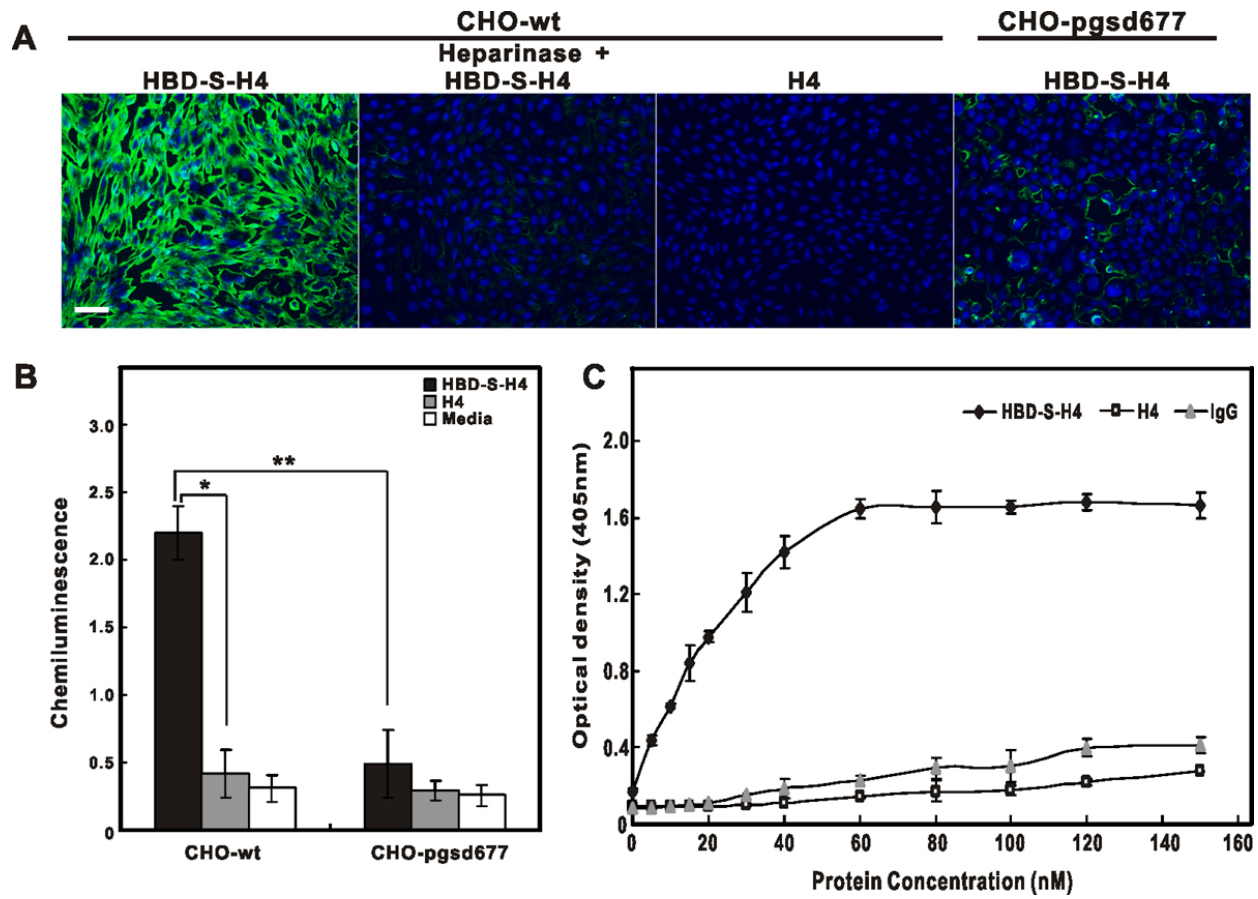 A
CHO-wt
CHO-pgsd677
Heparinase +
HBD-S-H4
HBD-S-H4
H4
HBD-S-H4
B
HBD-S-H4
H4
Media
3.0
2.5
2.0
1.5
1.0
0.5
0
**
*
Chemiluminescence
CHO-wt
CHO-pgsd677
C
HBD-S-H4
H4
IgG
2.0
1.6
1.2
0.8
0.4
0
Optical density (405nm)
0 20 40 60 80 100 120 140 160
Protein Concentration (nM)